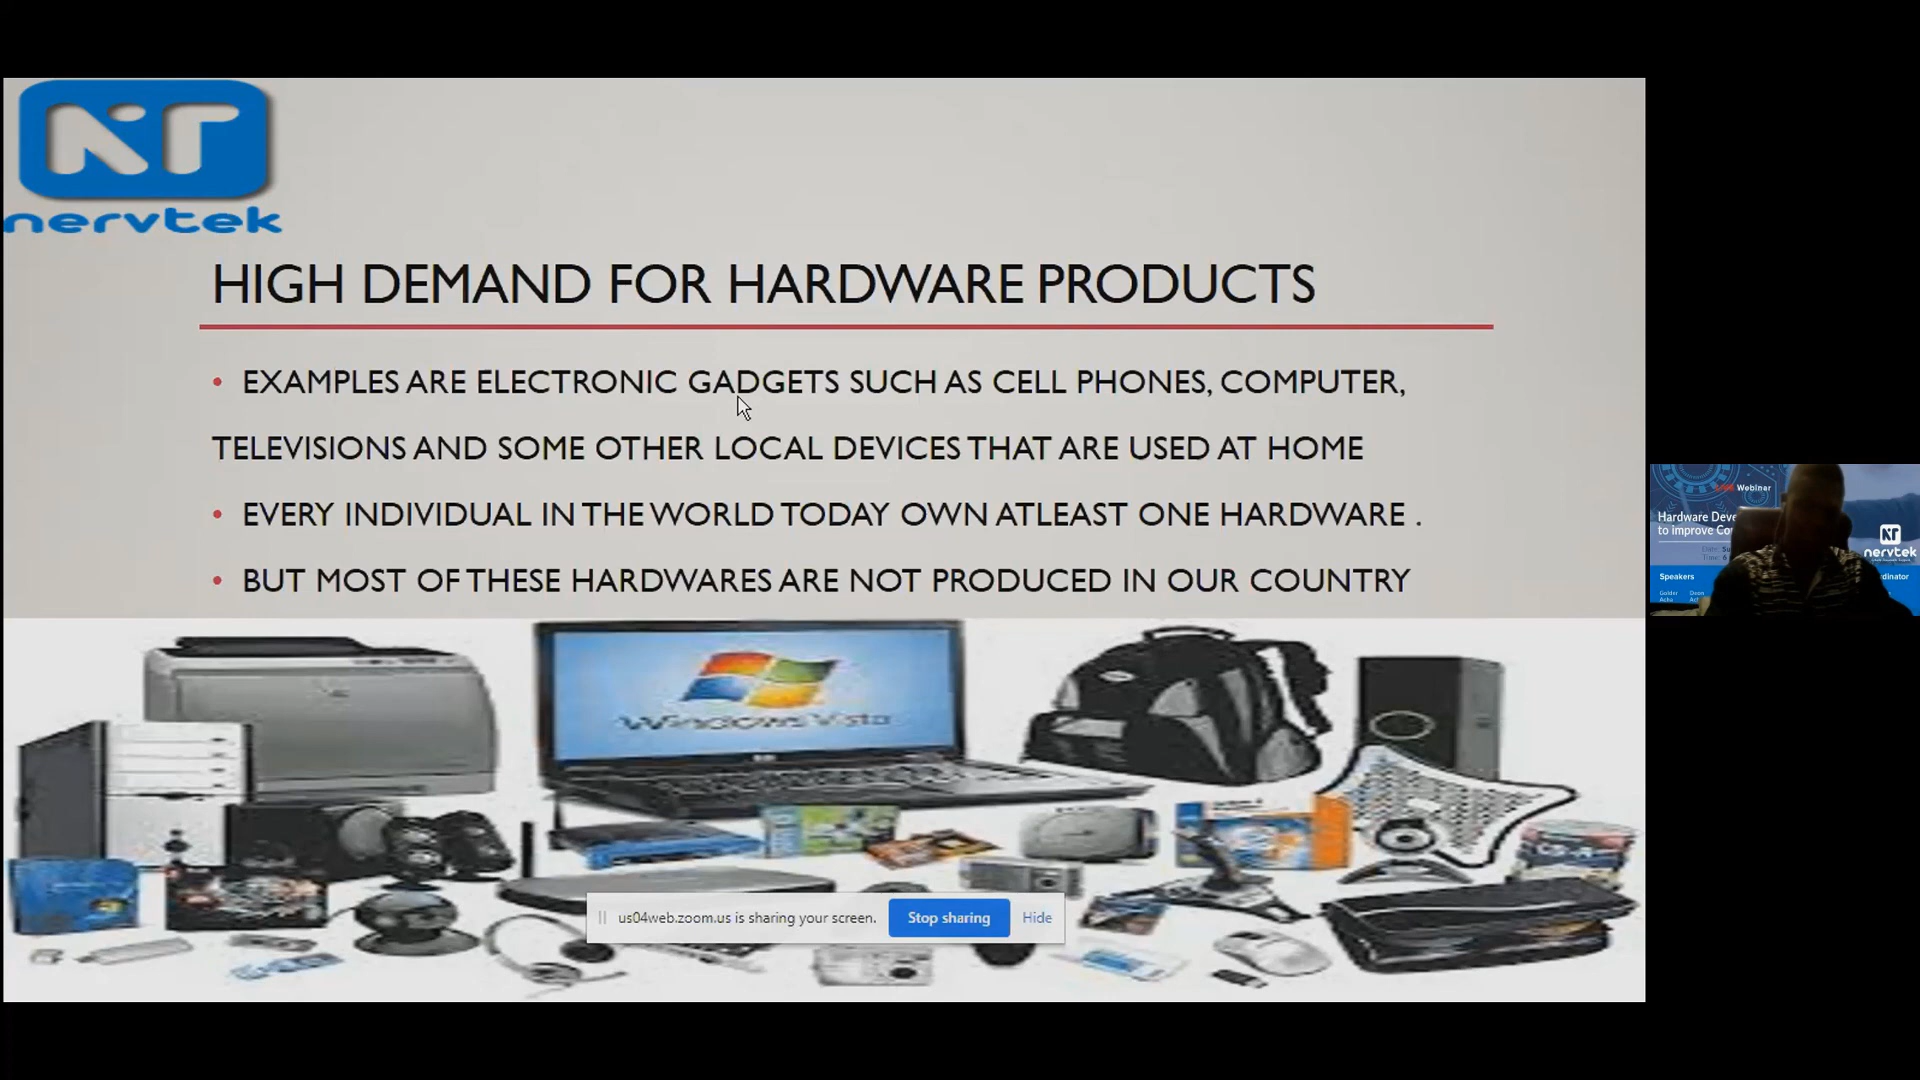 NT
nervtek
HIGH DEMAND FOR HARDWARE PRODUCTS
• EXAMPLES ARE ELECTRONIC GADGETS SUCH AS CELL PHONES, COMPUTER,
TELEVISIONS AND SOME OTHER LOCAL DEVICES THAT ARE USED AT HOME
• EVERY INDIVIDUAL IN THE WORLD TODAY OWN ATLEAST ONE HARDWARE .
• BUT MOST OF THESE HARDWARES ARE NOT PRODUCED IN OUR COUNTRY
Windows Vista
us04web.zoom.us is sharing your screen. Stop sharing Hide
Webiner
Hardware Deve
to improve Co
nervtek
Speakers